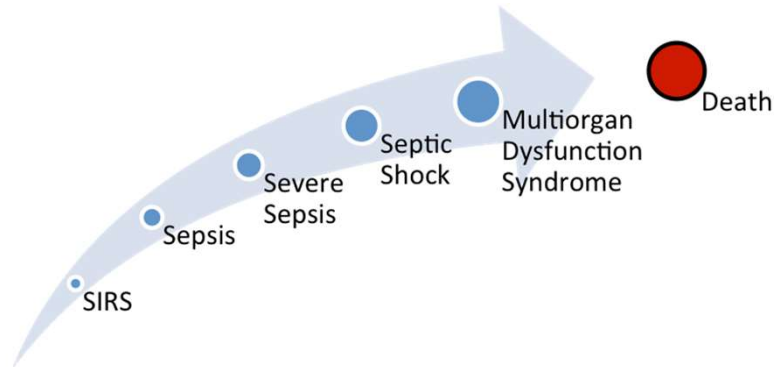 SIRS
Sepsis
Severe
Sepsis
Septic
Shock
Multiorgan
Dysfunction
Syndrome
Death